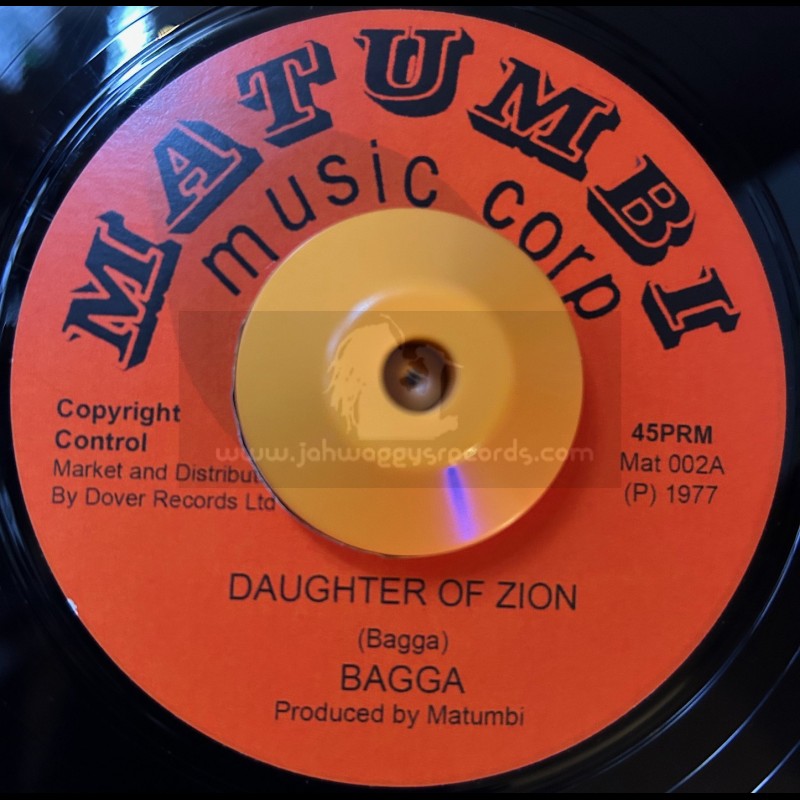 MATUMBI
music corp
Copyright
Control
Market and
By Dover Records Ltd
45PRM
Mat 002A
(P) 1977
www.jahwaggysrecords.com
DAUGHTER OF ZION
(Bagga)
BAGGA
Produced by Matumbi